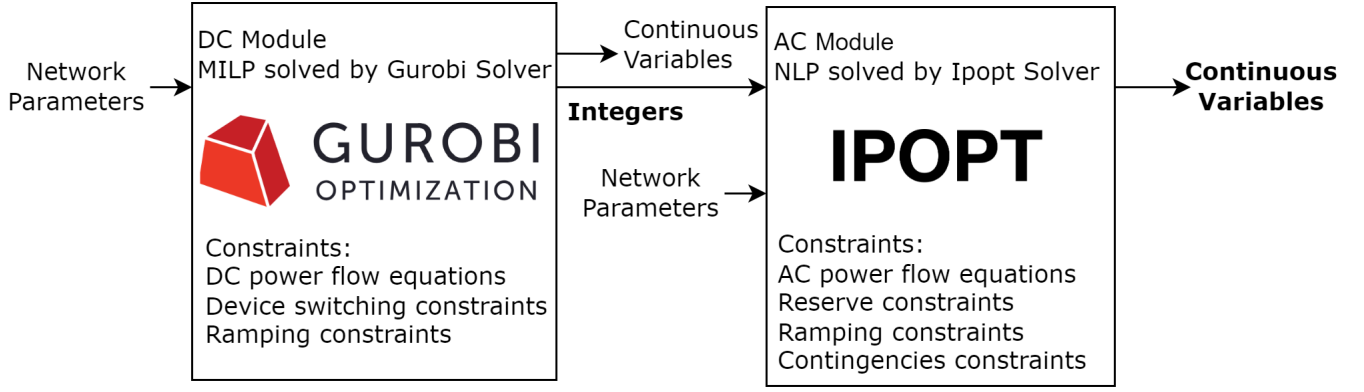 Network
Parameters
DC Module
MILP solved by Gurobi Solver
GUROBI
OPTIMIZATION
Constraints:
DC power flow equations
Device switching constraints
Ramping constraints
Continuous
Variables
Integers
Network
Parameters
AC Module
NLP solved by Ipopt Solver
IPOPT
Constraints:
AC power flow equations
Reserve constraints
Ramping constraints
Contingencies constraints
Continuous
Variables